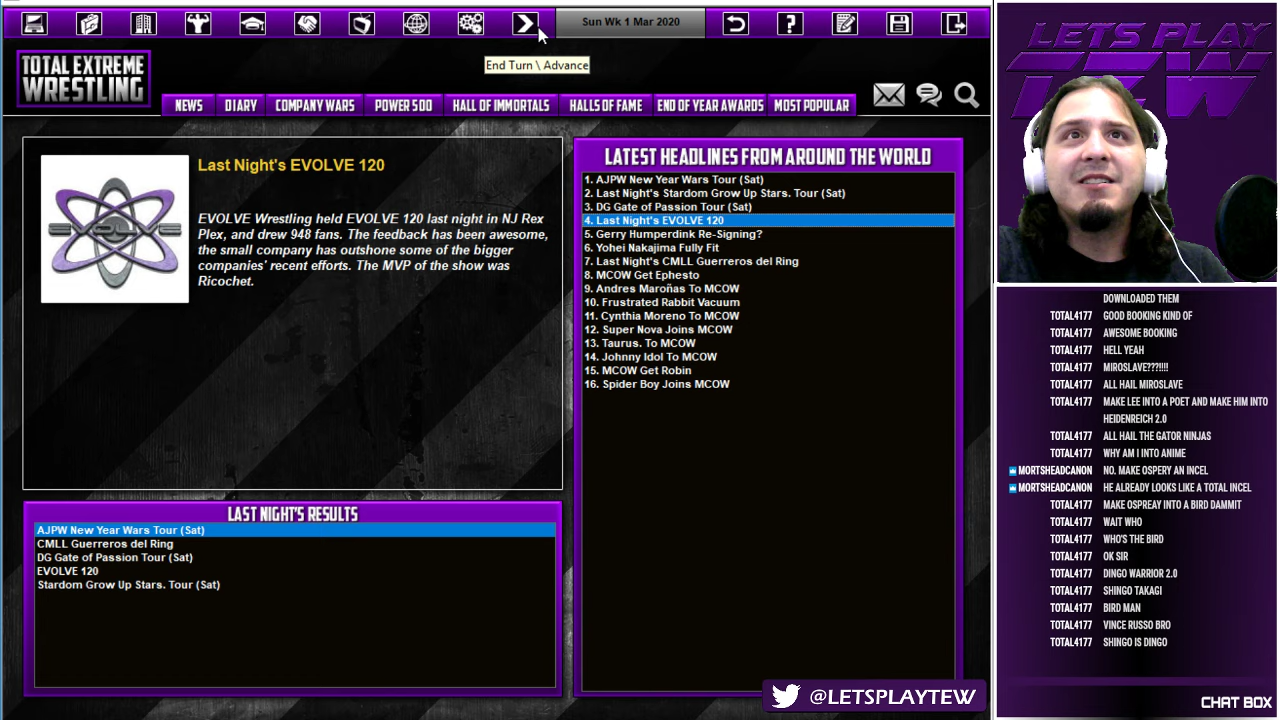 Sun Wk 1 Mar 2020
End Turn \ Advance
TOTAL EXTREME
WRESTLING
NEWS
DIARY
COMPANY WARS
POWER 500
HALL OF IMMORTALS
HALLS OF FAME
END OF YEAR AWARDS
MOST POPULAR
EVOLVE
Last Night's EVOLVE 120
EVOLVE Wrestling held EVOLVE 120 last night in NJ Rex
Plex, and drew 948 fans. The feedback has been awesome,
the small company has outshone some of the bigger
companies' recent efforts. The MVP of the show was
Ricochet.
LAST NIGHT'S RESULTS
AJPW New Year Wars Tour (Sat)
CMLL Guerreros del Ring
DG Gate of Passion Tour (Sat)
EVOLVE 120
Stardom Grow Up Stars. Tour (Sat)
LATEST HEADLINES FROM AROUND THE WORLD
1. AJPW New Year Wars Tour (Sat)
2. Last Night's Stardom Grow Up Stars. Tour (Sat)
3. DG Gate of Passion Tour (Sat)
4. Last Night's EVOLVE 120
5. Gerry Humperdink Re-Signing?
6. Yohei Nakajima Fully Fit
7. Last Night's CMLL Guerreros del Ring
8. MCOW Get Ephesto
9. Andres Maroñas To MCOW
10. Frustrated Rabbit Vacuum
11. Cynthia Moreno To MCOW
12. Super Nova Joins MCOW
13. Taurus. To MCOW
14. Johnny Idol To MCOW
15. MCOW Get Robin
16. Spider Boy Joins MCOW
@LETSPLAYTEW
LETS PLAY
TEW
DOWNLOADED THEM
TOTAL4177 GOOD BOOKING KIND OF
TOTAL4177 AWESOME BOOKING
TOTAL4177 HELL YEAH
TOTAL4177 MIROSLAVE???!!!!
TOTAL4177 ALL HAIL MIROSLAVE
TOTAL4177 MAKE LEE INTO A POET AND MAKE HIM INTO
HEIDENREICH 2.0
TOTAL4177 ALL HAIL THE GATOR NINJAS
TOTAL4177 WHY AM I INTO ANIME
MORTSHEADCANON NO. MAKE OSPERY AN INCEL
MORTSHEADCANON HE ALREADY LOOKS LIKE A TOTAL INCEL
TOTAL4177 MAKE OSPREAY INTO A BIRD DAMMIT
TOTAL4177 WAIT WHO
TOTAL4177 WHO'S THE BIRD
TOTAL4177 OK SIR
TOTAL4177 DINGO WARRIOR 2.0
TOTAL4177 SHINGO TAKAGI
TOTAL4177 BIRD MAN
TOTAL4177 VINCE RUSSO BRO
TOTAL4177 SHINGO IS DINGO
CHAT BOX